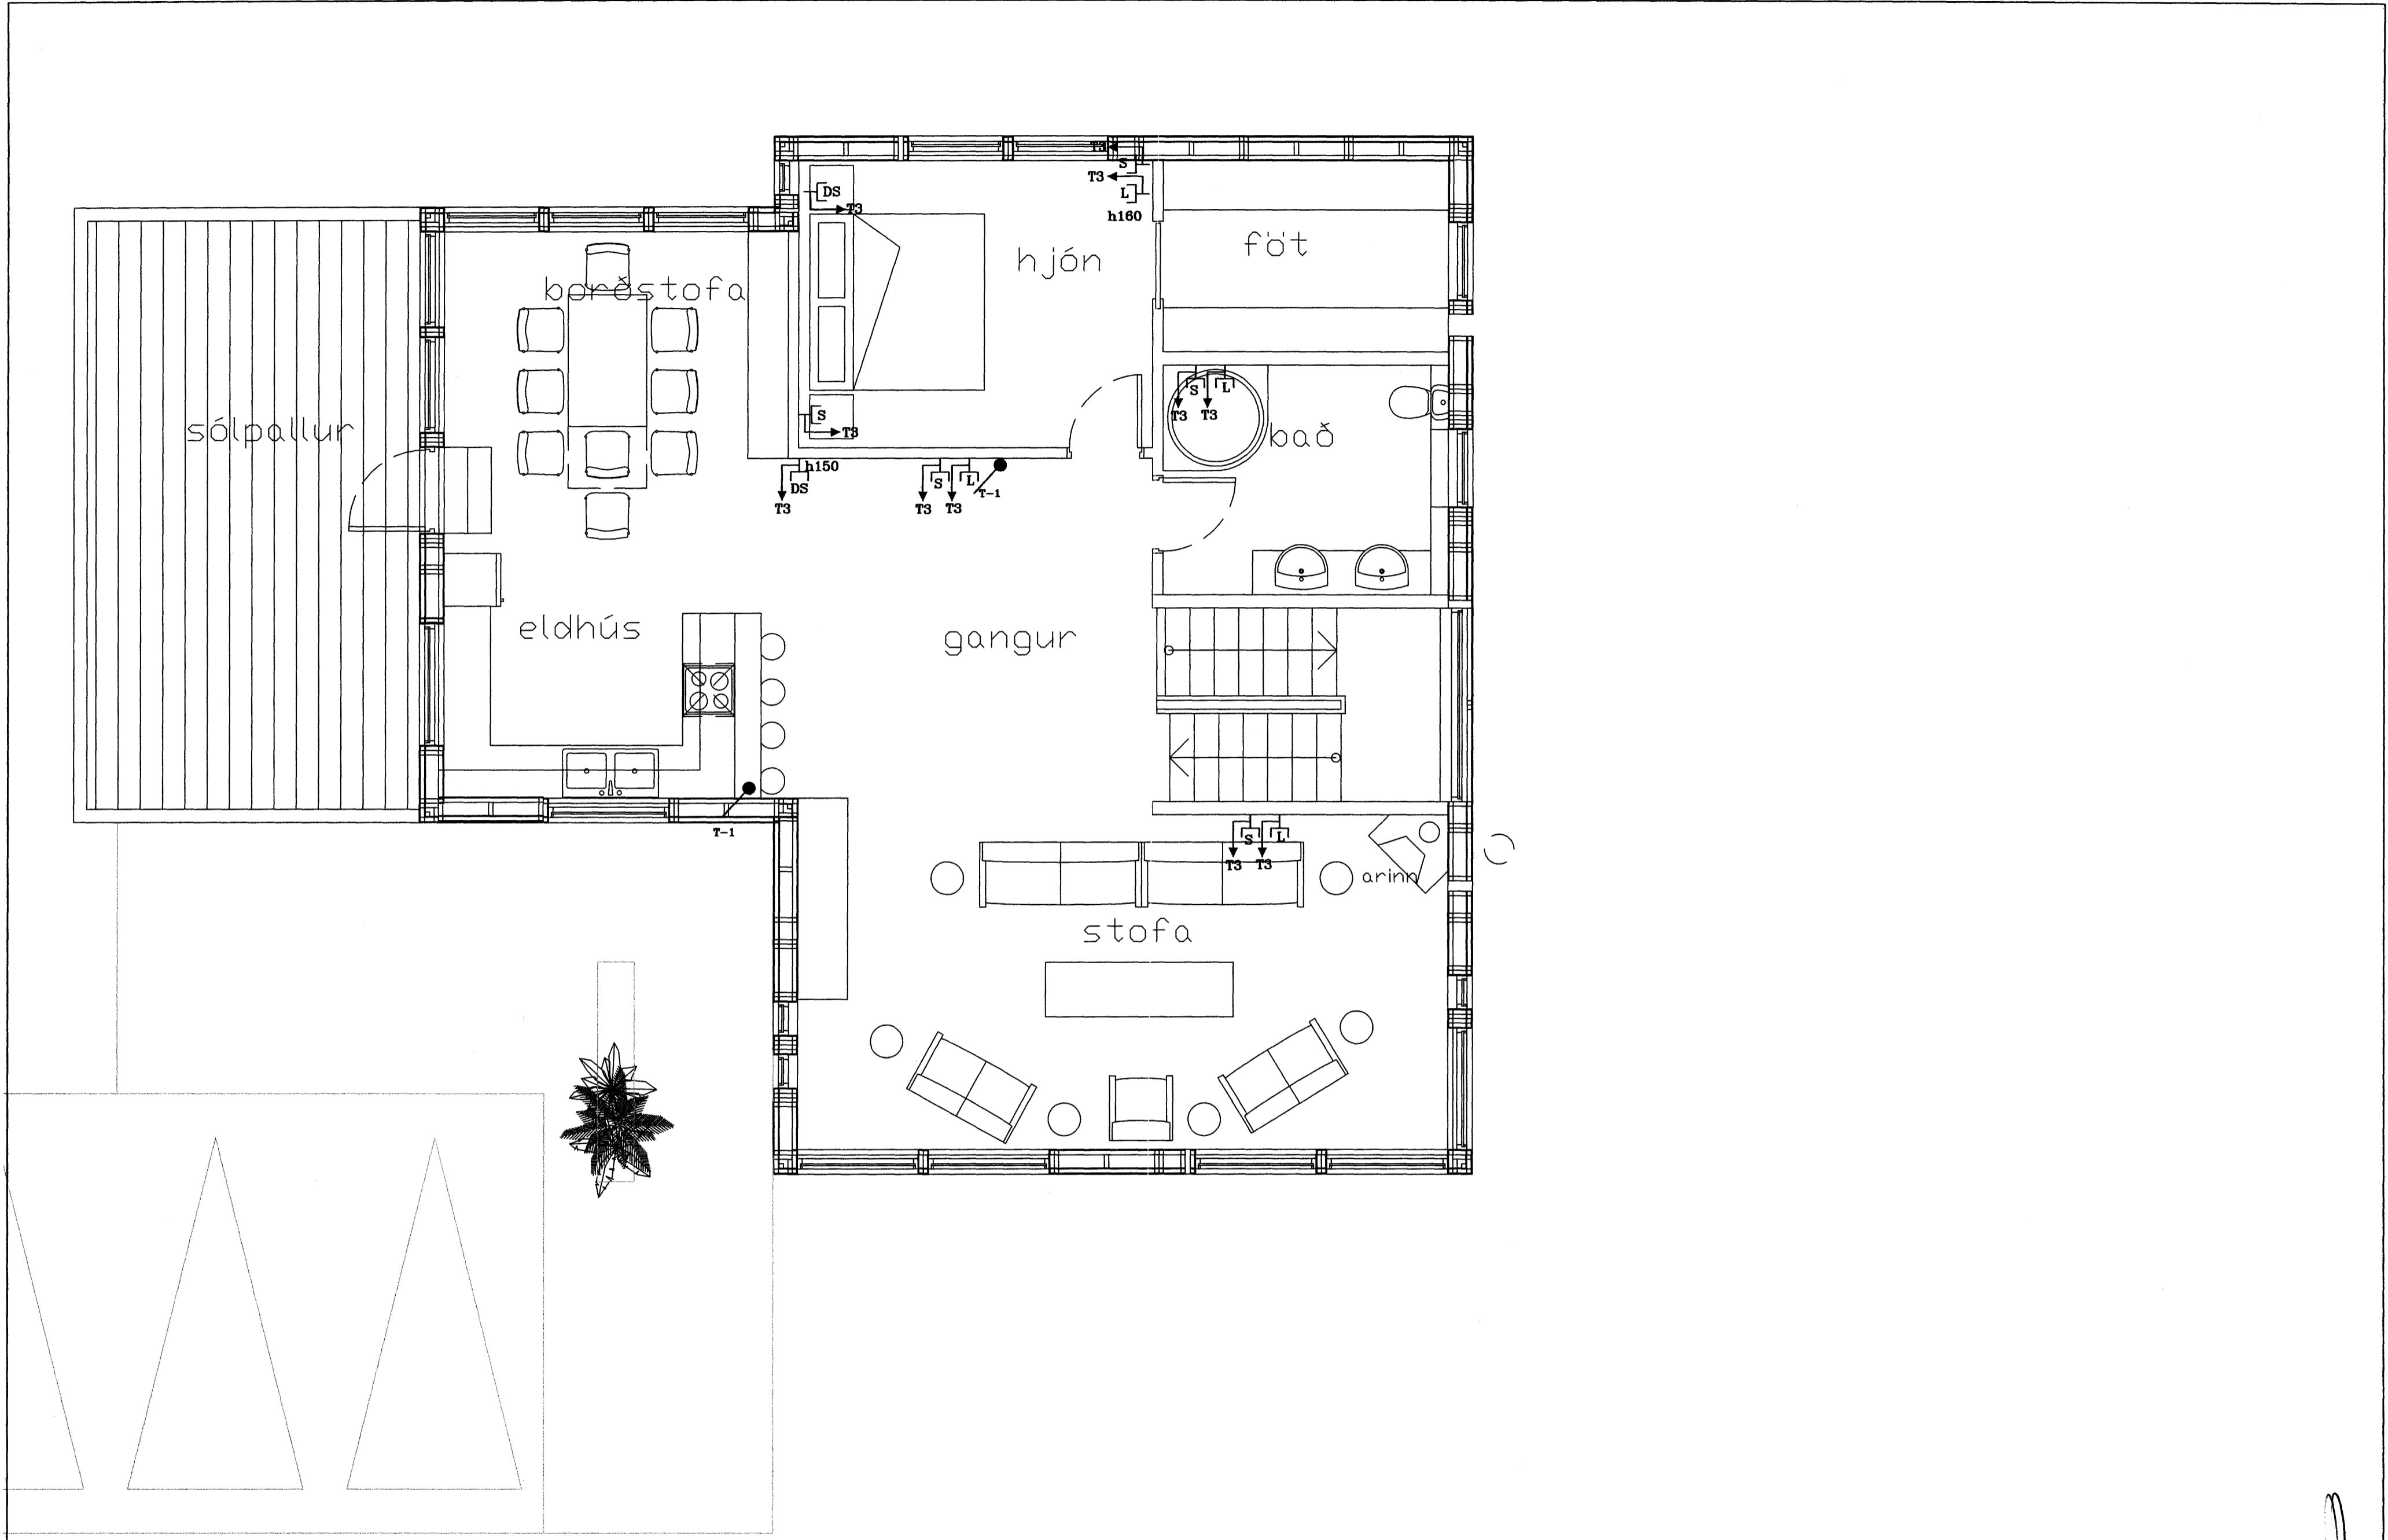 T3
S
T3
L
h160
DS
T3
hjón
föt
borðstofa
sólpallur
S
T3
S
L
T3
T3
bað
h150
DS
T3
S
L
T3
T3
T-1
eldhús
gangur
T-1
S
L
T3
T3
arinn
stofa